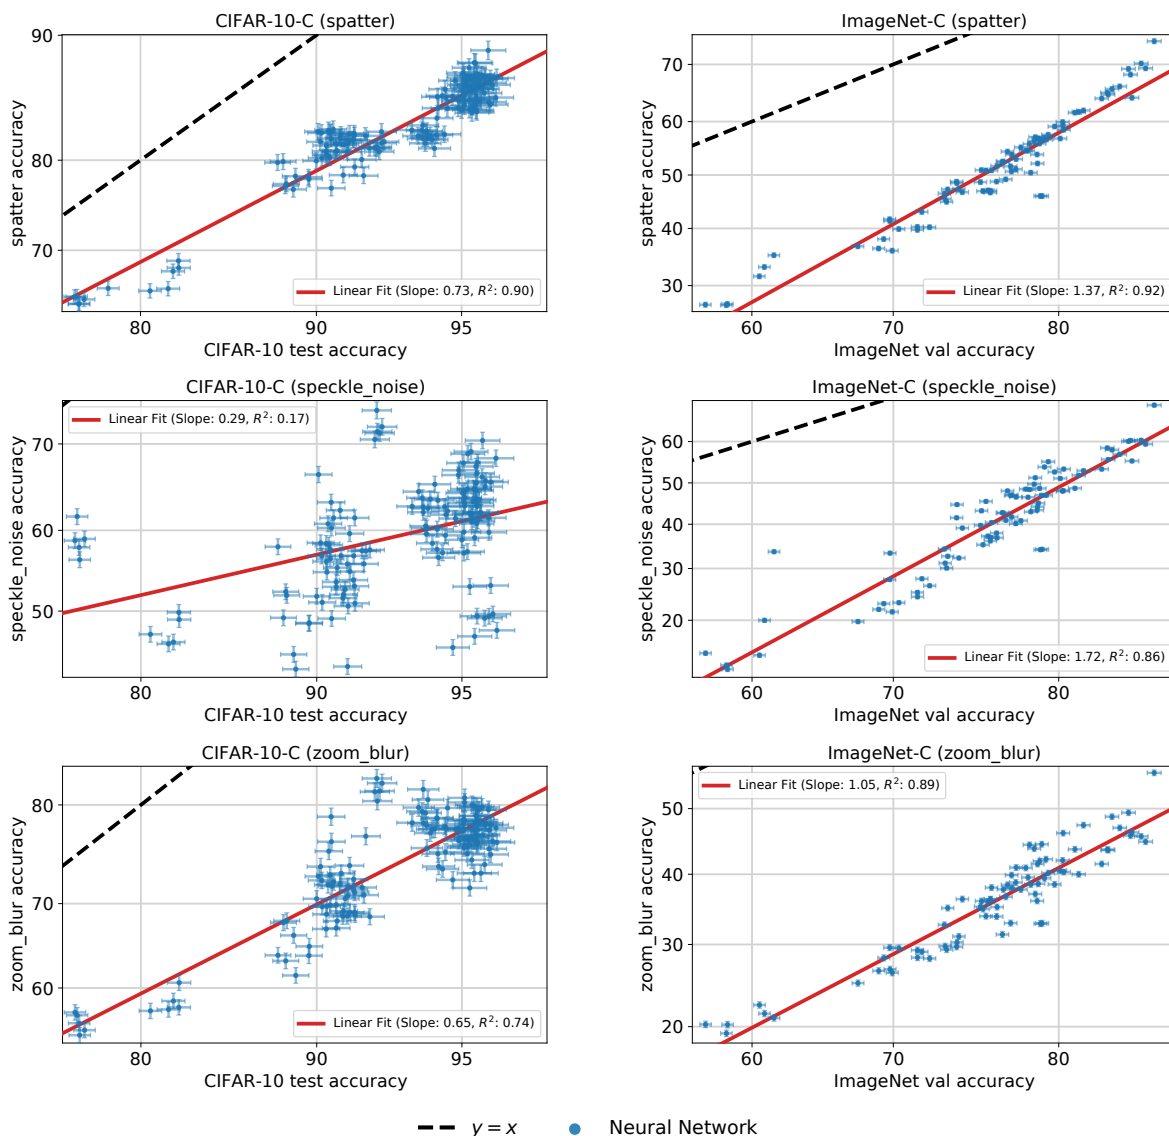 CIFAR-10-C (spatter)
90
80
70
spatter accuracy
Linear Fit (Slope: 0.73, R²: 0.90)
80 90 95
CIFAR-10 test accuracy
ImageNet-C (spatter)
70
60
50
40
30
spatter accuracy
Linear Fit (Slope: 1.37, R²: 0.92)
60 70 80
ImageNet val accuracy
CIFAR-10-C (speckle_noise)
Linear Fit (Slope: 0.29, R²: 0.17)
70
60
50
speckle_noise accuracy
80 90 95
CIFAR-10 test accuracy
ImageNet-C (speckle_noise)
60
50
40
30
20
speckle_noise accuracy
Linear Fit (Slope: 1.72, R²: 0.86)
60 70 80
ImageNet val accuracy
CIFAR-10-C (zoom_blur)
80
70
60
zoom_blur accuracy
Linear Fit (Slope: 0.65, R²: 0.74)
80 90 95
CIFAR-10 test accuracy
ImageNet-C (zoom_blur)
Linear Fit (Slope: 1.05, R²: 0.89)
50
40
30
20
zoom_blur accuracy
60 70 80
ImageNet val accuracy
y = x Neural Network